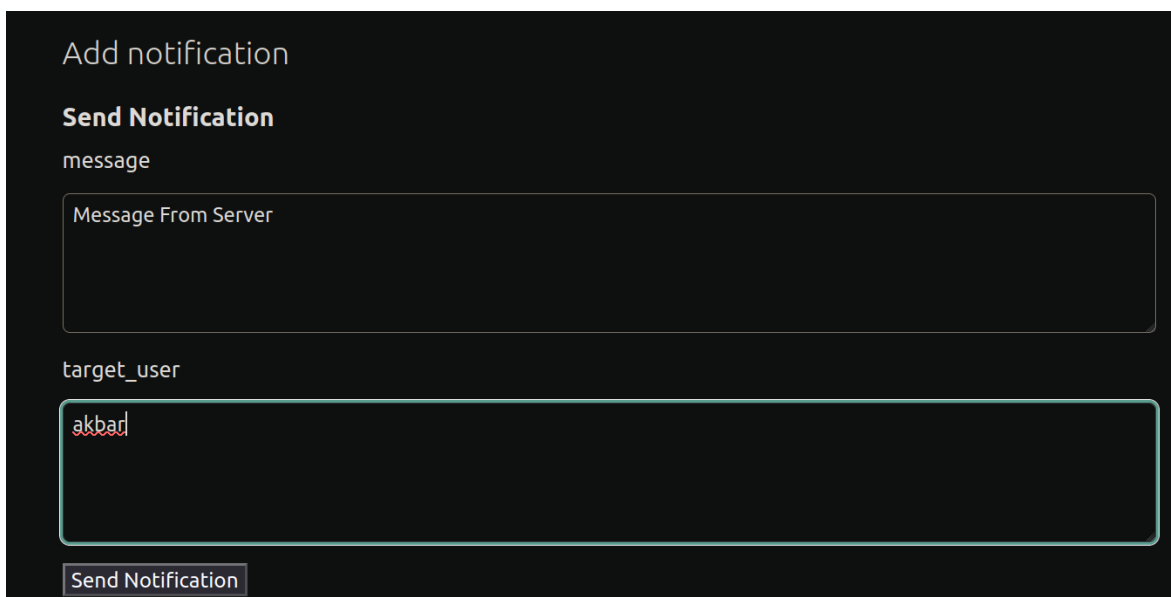 Add notification
Send Notification
message
Message From Server
target_user
akbar
Send Notification